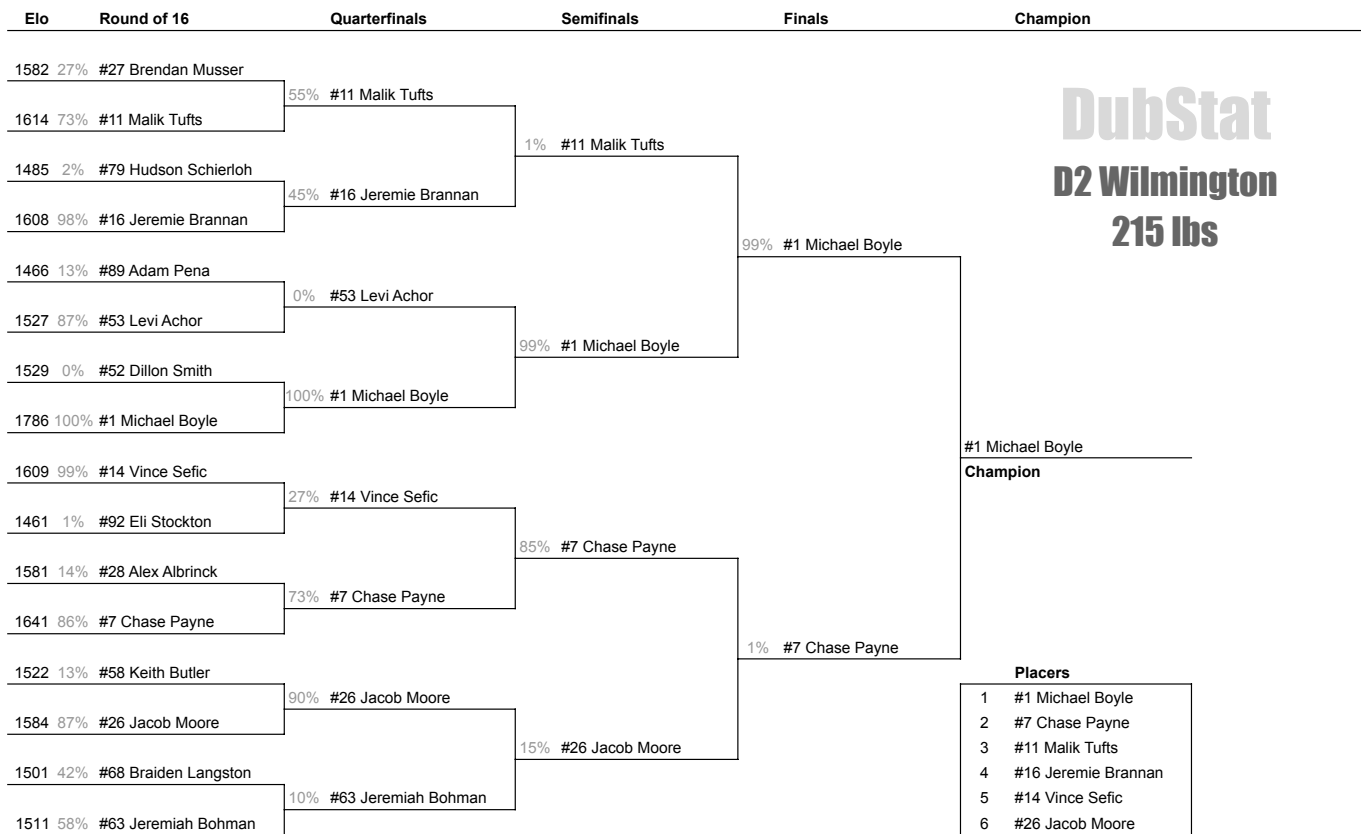 Elo Round of 16 Quarterfinals Semifinals Finals Champion
1582 27% #27 Brendan Musser
55% #11 Malik Tufts
DubStat
1614 73% #11 Malik Tufts
1% #11 Malik Tufts
1485 2% #79 Hudson Schierloh
D2 Wilmington
45% #16 Jeremie Brannan
1608 98% #16 Jeremie Brannan
215 lbs
99% #1 Michael Boyle
1466 13% #89 Adam Pena
0% #53 Levi Achor
1527 87% #53 Levi Achor
99% #1 Michael Boyle
1529 0% #52 Dillon Smith
100% #1 Michael Boyle
1786 100% #1 Michael Boyle
#1 Michael Boyle
1609 99% #14 Vince Sefic
Champion
27% #14 Vince Sefic
1461 1% #92 Eli Stockton
85% #7 Chase Payne
1581 14% #28 Alex Albrinck
73% #7 Chase Payne
1641 86% #7 Chase Payne
1% #7 Chase Payne
1522 13% #58 Keith Butler
Placers
90% #26 Jacob Moore
1 #1 Michael Boyle
1584 87% #26 Jacob Moore
2 #7 Chase Payne
15% #26 Jacob Moore
3 #11 Malik Tufts
1501 42% #68 Braiden Langston
4 #16 Jeremie Brannan
10% #63 Jeremiah Bohman
5 #14 Vince Sefic
1511 58% #63 Jeremiah Bohman
6 #26 Jacob Moore